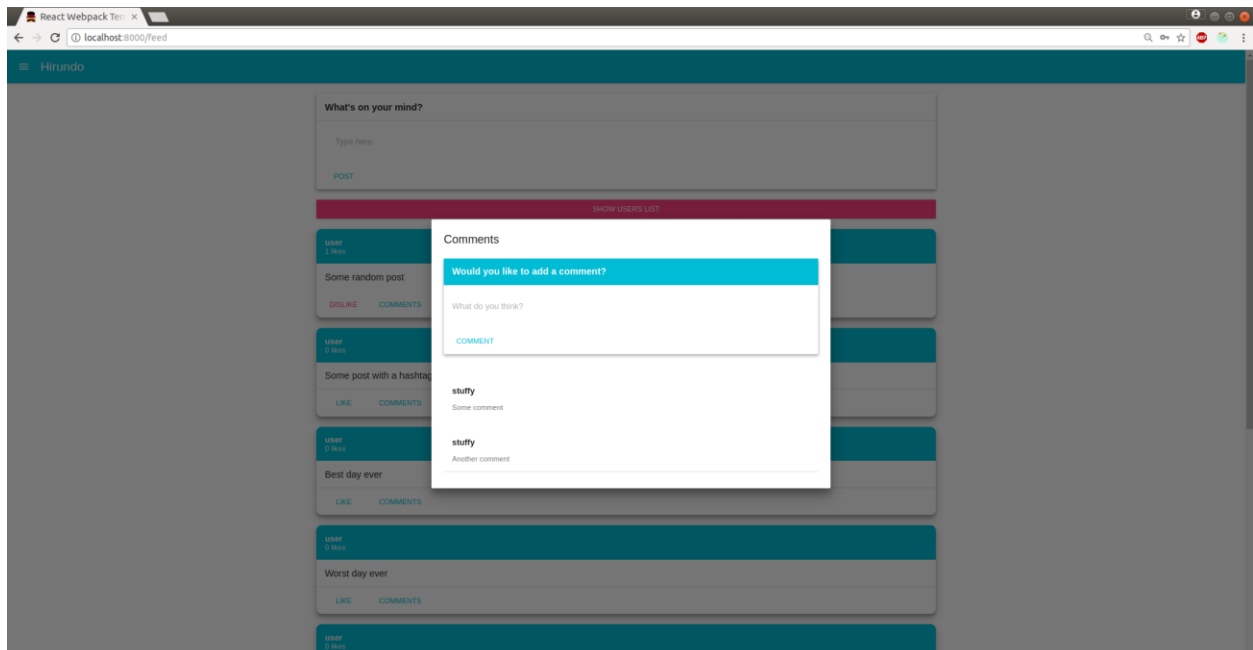 React Webpack Tem
localhost:8000/feed
ABP
Hirundo
What's on your mind?
Type here
POST
SHOW USERS LIST
user
1 likes
Some random post
DISLIKE COMMENTS
user
0 likes
Some post with a hashtag
LIKE COMMENTS
user
0 likes
Best day ever
LIKE COMMENTS
user
0 likes
Worst day ever
LIKE COMMENTS
user
0 likes
Comments
Would you like to add a comment?
What do you think?
COMMENT
stuffy
Some comment
stuffy
Another comment